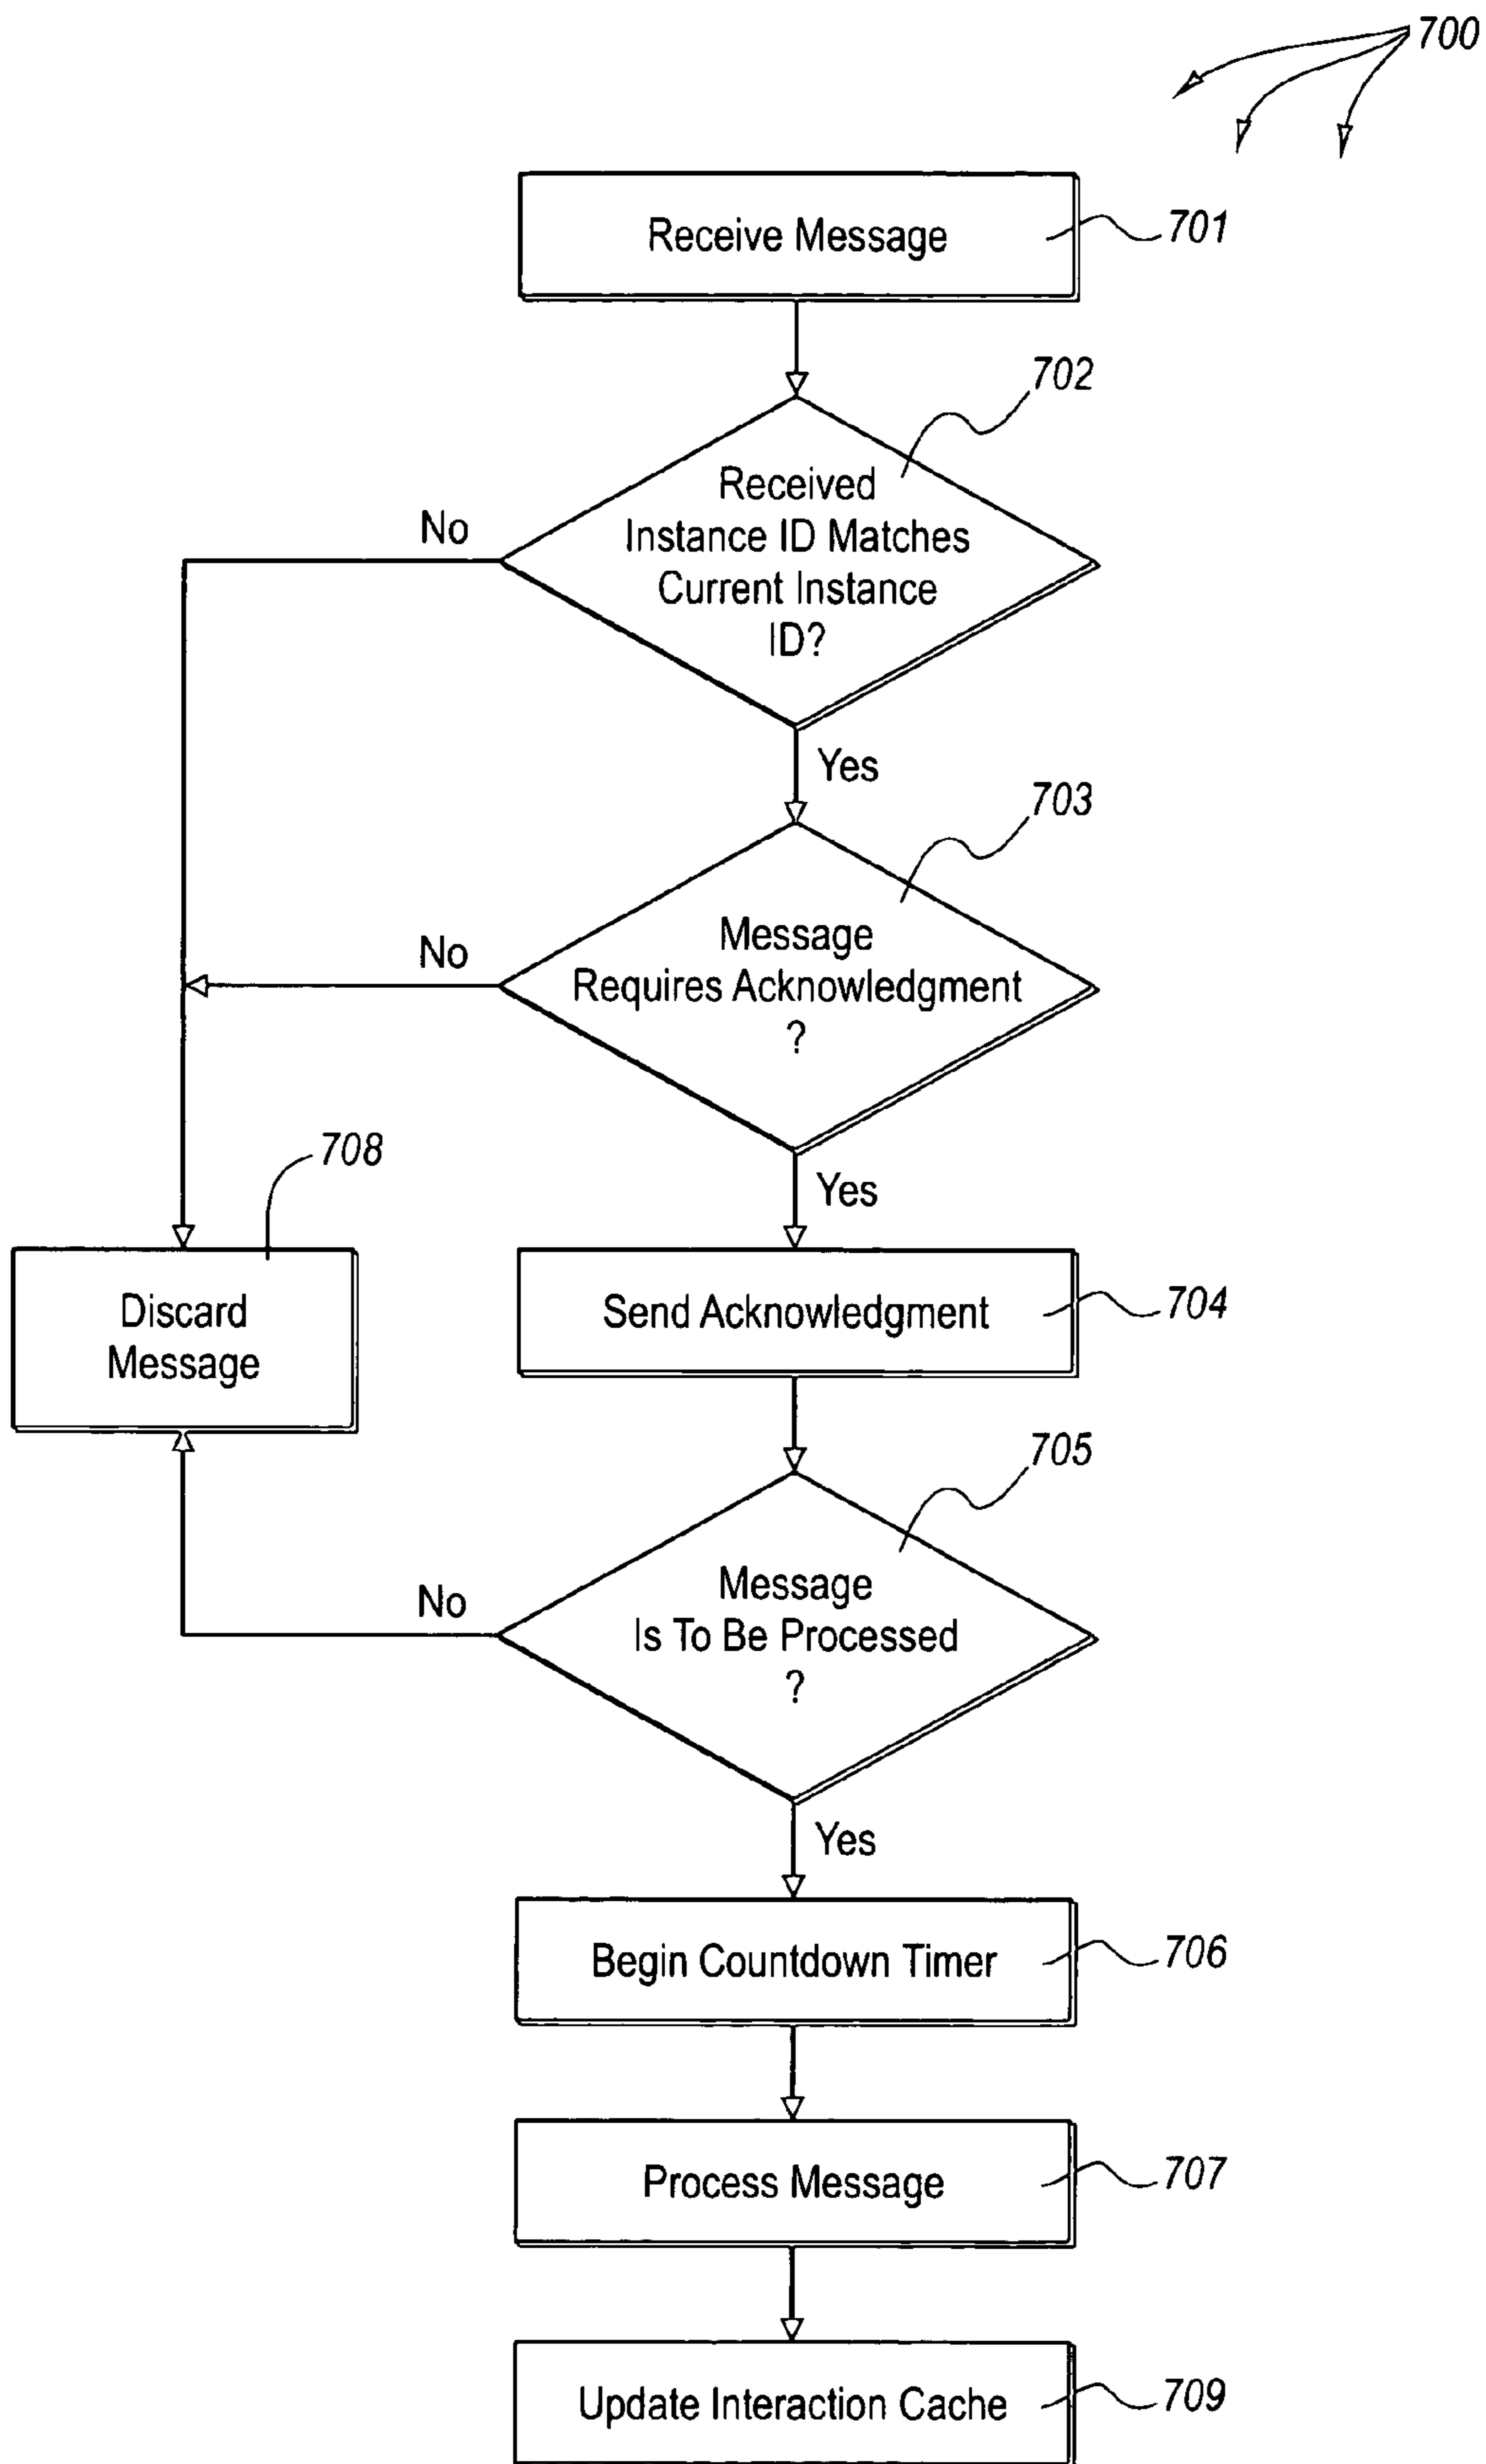 700
Receive Message
701
702
Received
Instance ID Matches
Current Instance
ID?
No
Yes
703
Message
Requires Acknowledgment
?
No
Yes
708
Discard
Message
Send Acknowledgment
704
705
Message
Is To Be Processed
?
No
Yes
Begin Countdown Timer
706
Process Message
707
Update Interaction Cache
709